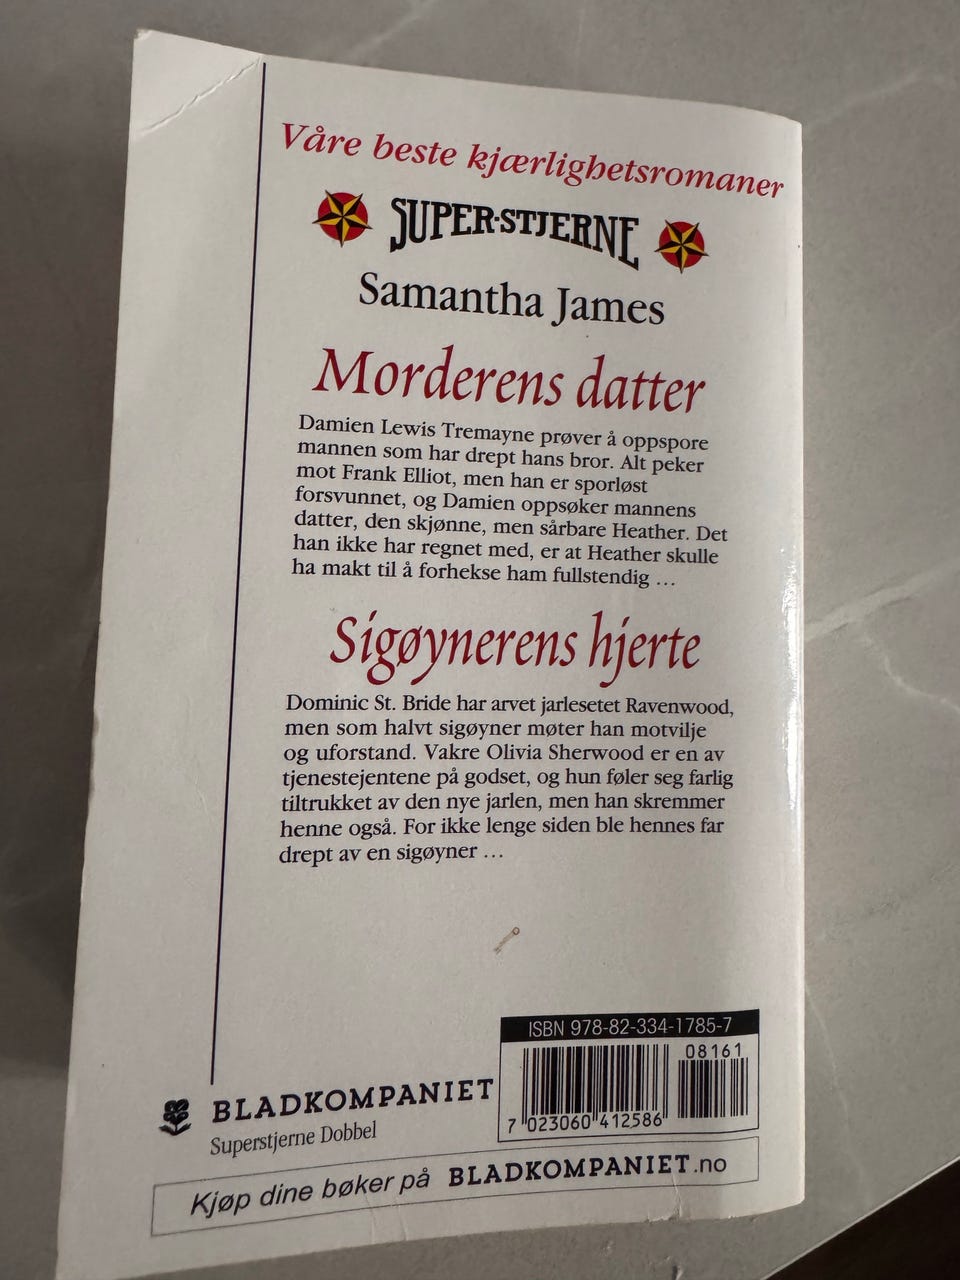 Våre beste kjærlighetsromaner
SUPER-STJERNE
Samantha James
Morderens datter
Damien Lewis Tremayne prøver å oppspore
mannen som har drept hans bror. Alt peker
mot Frank Elliot, men han er sporløst
forsvunnet, og Damien oppsøker mannens
datter, den skjønne, men sårbare Heather. Det
han ikke har regnet med, er at Heather skulle
ha makt til å forhekse ham fullstendig ...
Sigøynerens hjerte
Dominic St. Bride har arvet jarlesetet Ravenwood,
men som halvt sigøyner møter han motvilje
og uforstand. Vakre Olivia Sherwood er en av
tjenestejentene på godset, og hun føler seg farlig
tiltrukket av den nye jarlen, men han skremmer
henne også. For ikke lenge siden ble hennes far
drept av en sigøyner ...
ISBN 978-82-334-1785-7
08161
7 023060 412586
BLADKOMPANIET
Superstjerne Dobbel
Kjøp dine bøker på BLADKOMPANIET.no